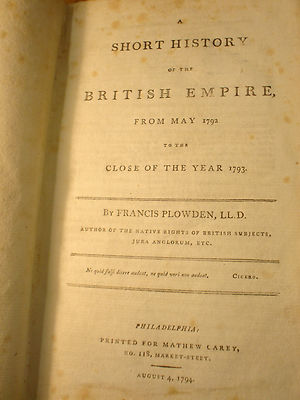 A
SHORT HISTORY
OF THE
BRITISH EMPIRE,
FROM MAY 1792
TO THE
CLOSE OF THE YEAR 1793.
BY FRANCIS PLOWDEN, LL.D.
AUTHOR OF THE NATIVE RIGHTS OF BRITISH SUBJECTS,
JURA ANGLORUM, ETC.
Ne quid falsi dicere audeat, ne quid veri non audeat. CICERO.
PHILADELPHIA:
PRINTED FOR MATHEW CAREY,
NO. 118, MARKET-STEET.
AUGUST 4, 1794.